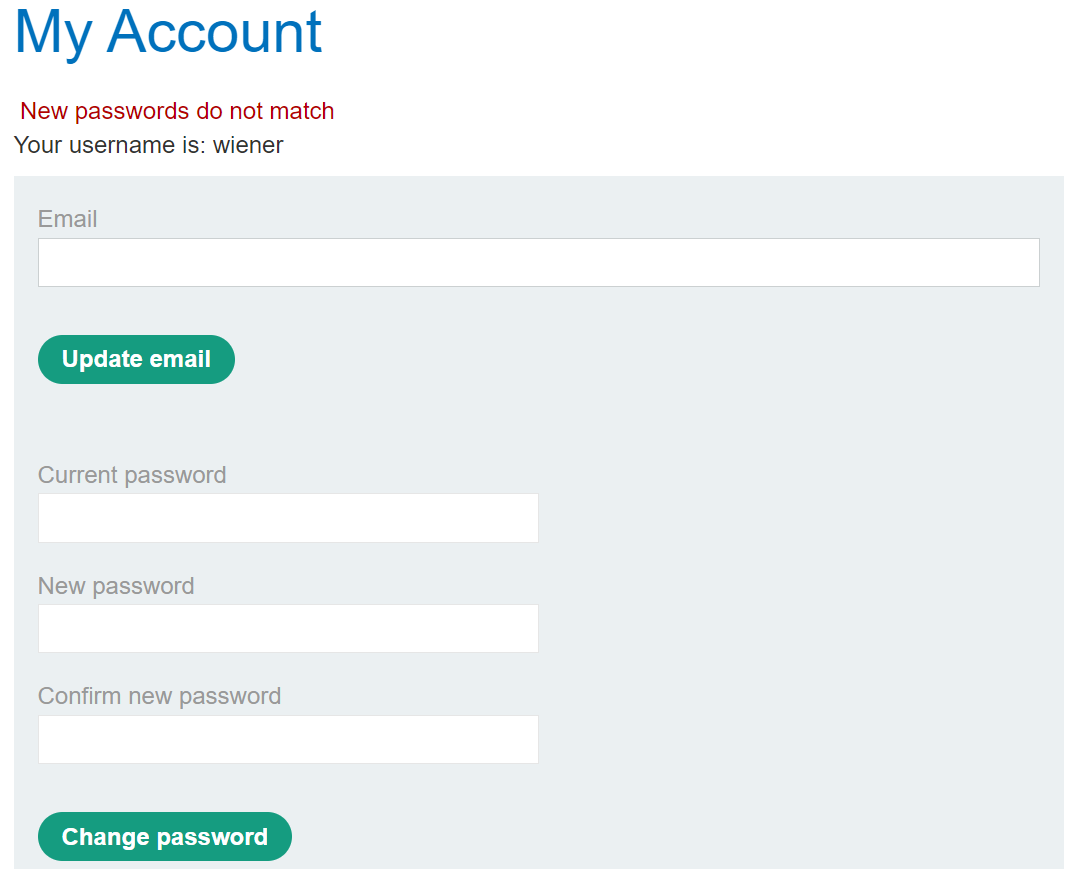 My Account
New passwords do not match
Your username is: wiener
Email
Update email
Current password
New password
Confirm new password
Change password